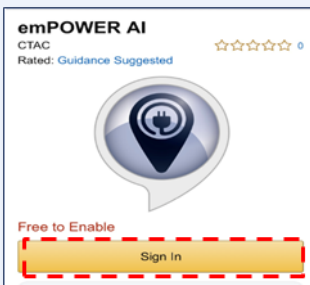 emPOWER AI
CTAC
0
Rated: Guidance Suggested
Free to Enable
Sign In